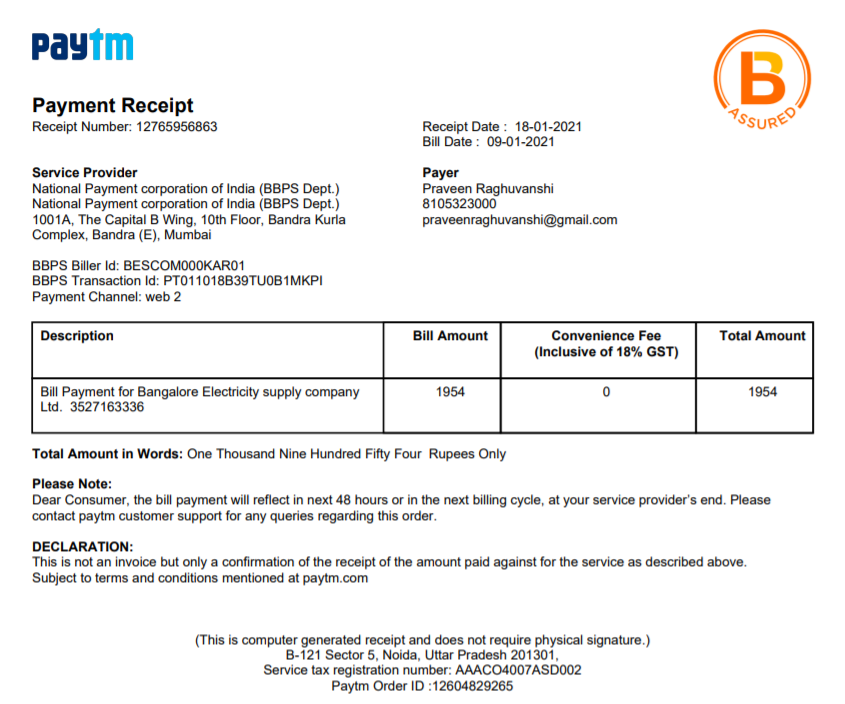 paytm
B
ASSURED
Payment Receipt
Receipt Number: 12765956863
Receipt Date : 18-01-2021
Bill Date : 09-01-2021
Service Provider
National Payment corporation of India (BBPS Dept.)
National Payment corporation of India (BBPS Dept.)
1001A, The Capital B Wing, 10th Floor, Bandra Kurla
Complex, Bandra (E), Mumbai
Payer
Praveen Raghuvanshi
8105323000
praveenraghuvanshi@gmail.com
BBPS Biller Id: BESCOM000KAR01
BBPS Transaction Id: PT011018B39TU0B1MKPI
Payment Channel: web 2
Description Bill Amount Convenience Fee Total Amount
(Inclusive of 18% GST)
Bill Payment for Bangalore Electricity supply company 1954 0 1954
Ltd. 3527163336
Total Amount in Words: One Thousand Nine Hundred Fifty Four Rupees Only
Please Note:
Dear Consumer, the bill payment will reflect in next 48 hours or in the next billing cycle, at your service provider's end. Please
contact paytm customer support for any queries regarding this order.
DECLARATION:
This is not an invoice but only a confirmation of the receipt of the amount paid against for the service as described above.
Subject to terms and conditions mentioned at paytm.com
(This is computer generated receipt and does not require physical signature.)
B-121 Sector 5, Noida, Uttar Pradesh 201301,
Service tax registration number: AAACO4007ASD002
Paytm Order ID :12604829265